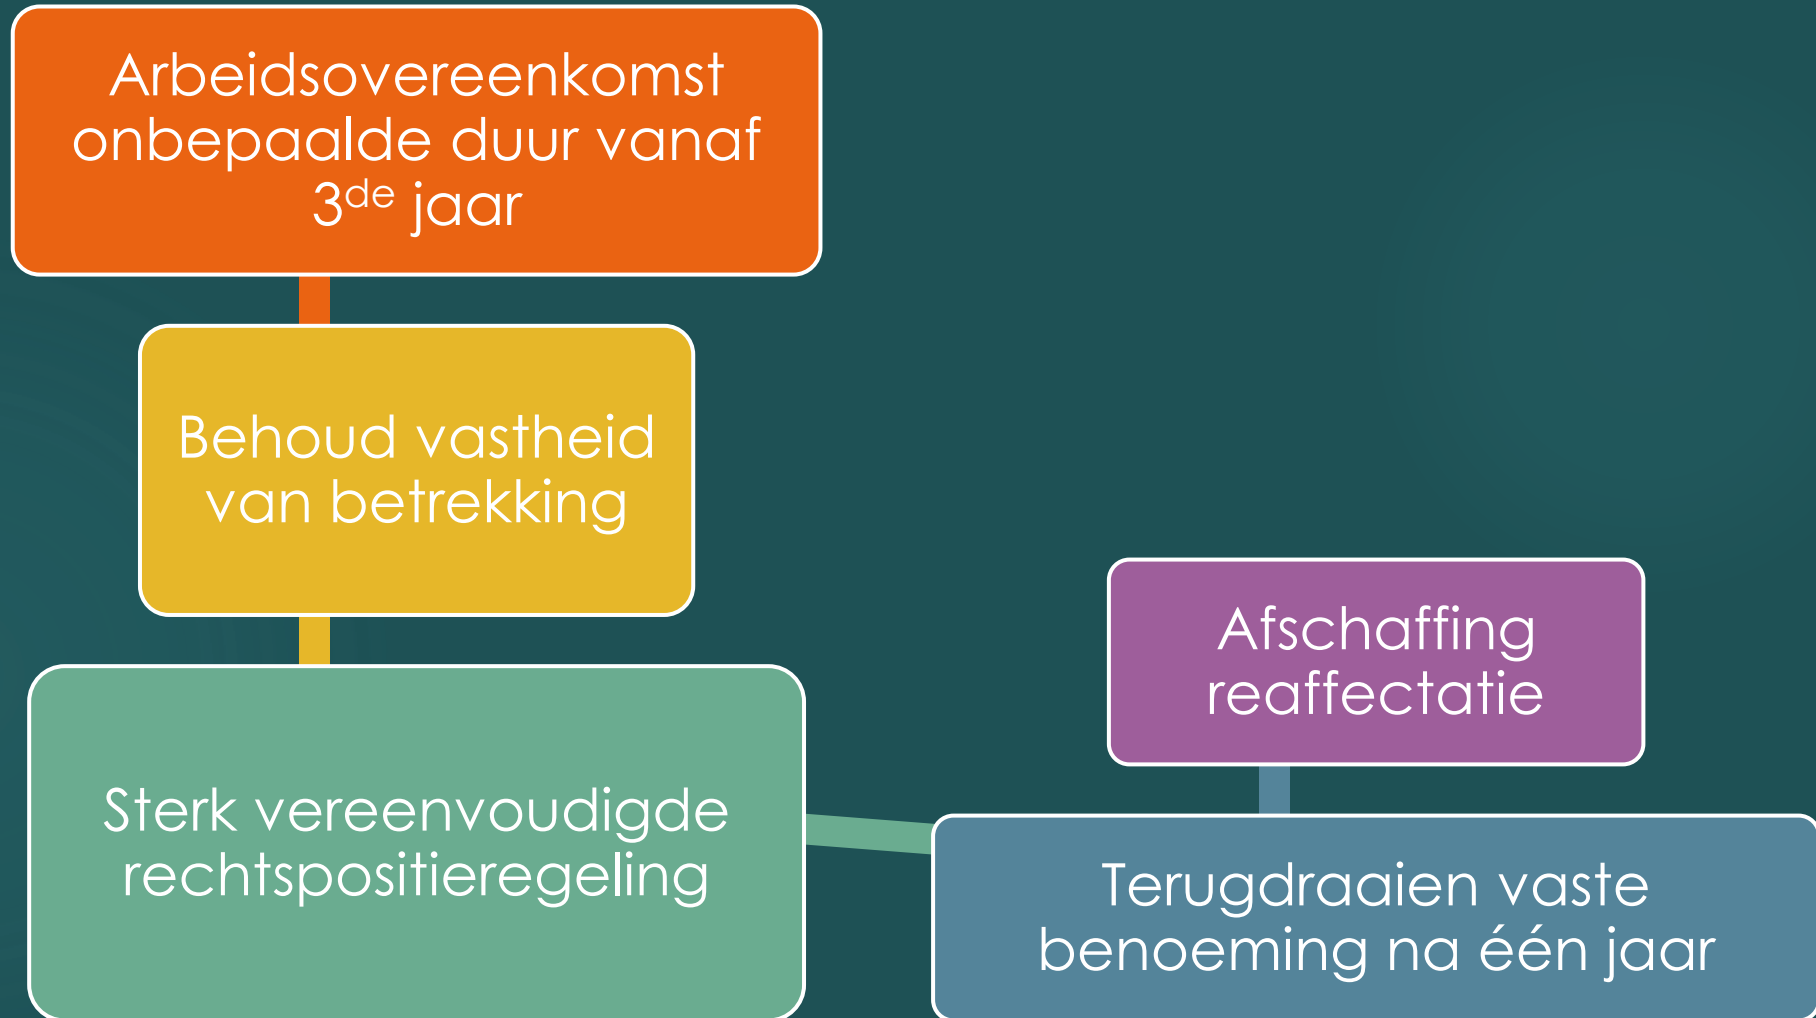 Arbeidsovereenkomst
onbepaalde duur vanaf
3de jaar
Behoud vastheid
van betrekking
Sterk vereenvoudigde
rechtspositieregeling
Terugdraaien vaste
benoeming na één jaar
Afschaffing
reaffectatie